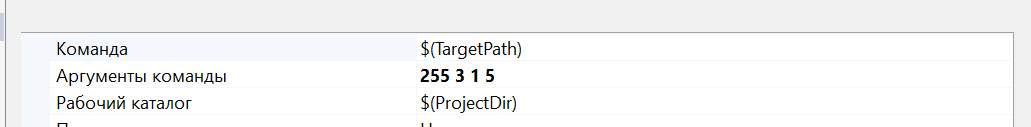 Команда $(TargetPath)
Аргументы команды 255 3 1 5
Рабочий каталог $(ProjectDir)